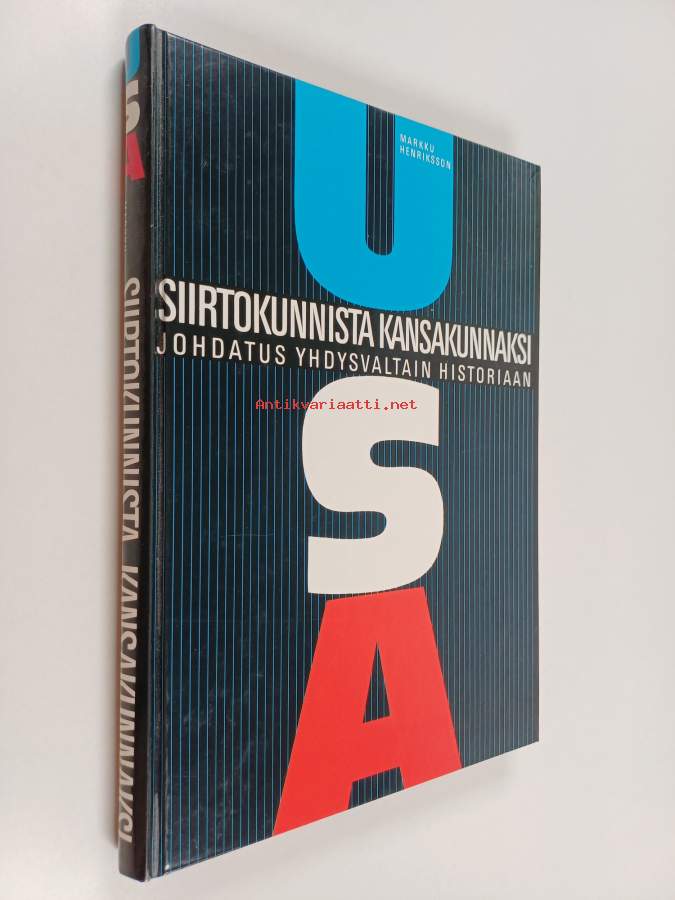 U
S
A
SIIRTOKUNNISTA KANSAKUNNAKSI
MARKKU
HENRIKSSON
U
SIIRTOKUNNISTA KANSAKUNNAKSI
JOHDATUS YHDYSVALTAIN HISTORIAAN
Antikvariaatti.net
S
A